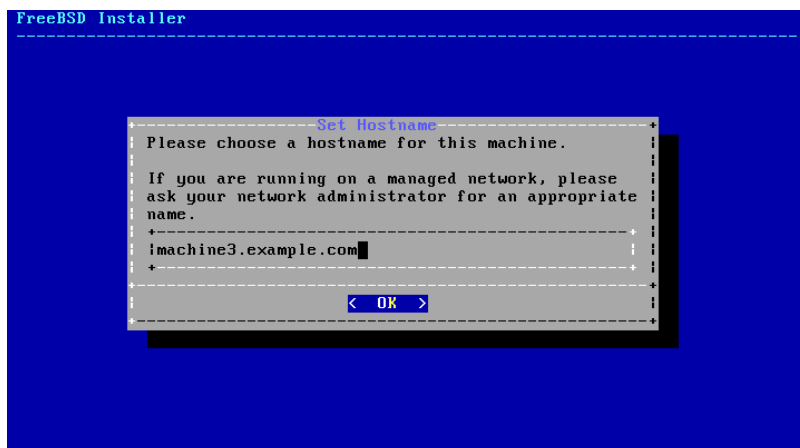 FreeBSD Installer
Set Hostname
Please choose a hostname for this machine.
If you are running on a managed network, please
ask your network administrator for an appropriate
name.
machine3.example.com
< OK >